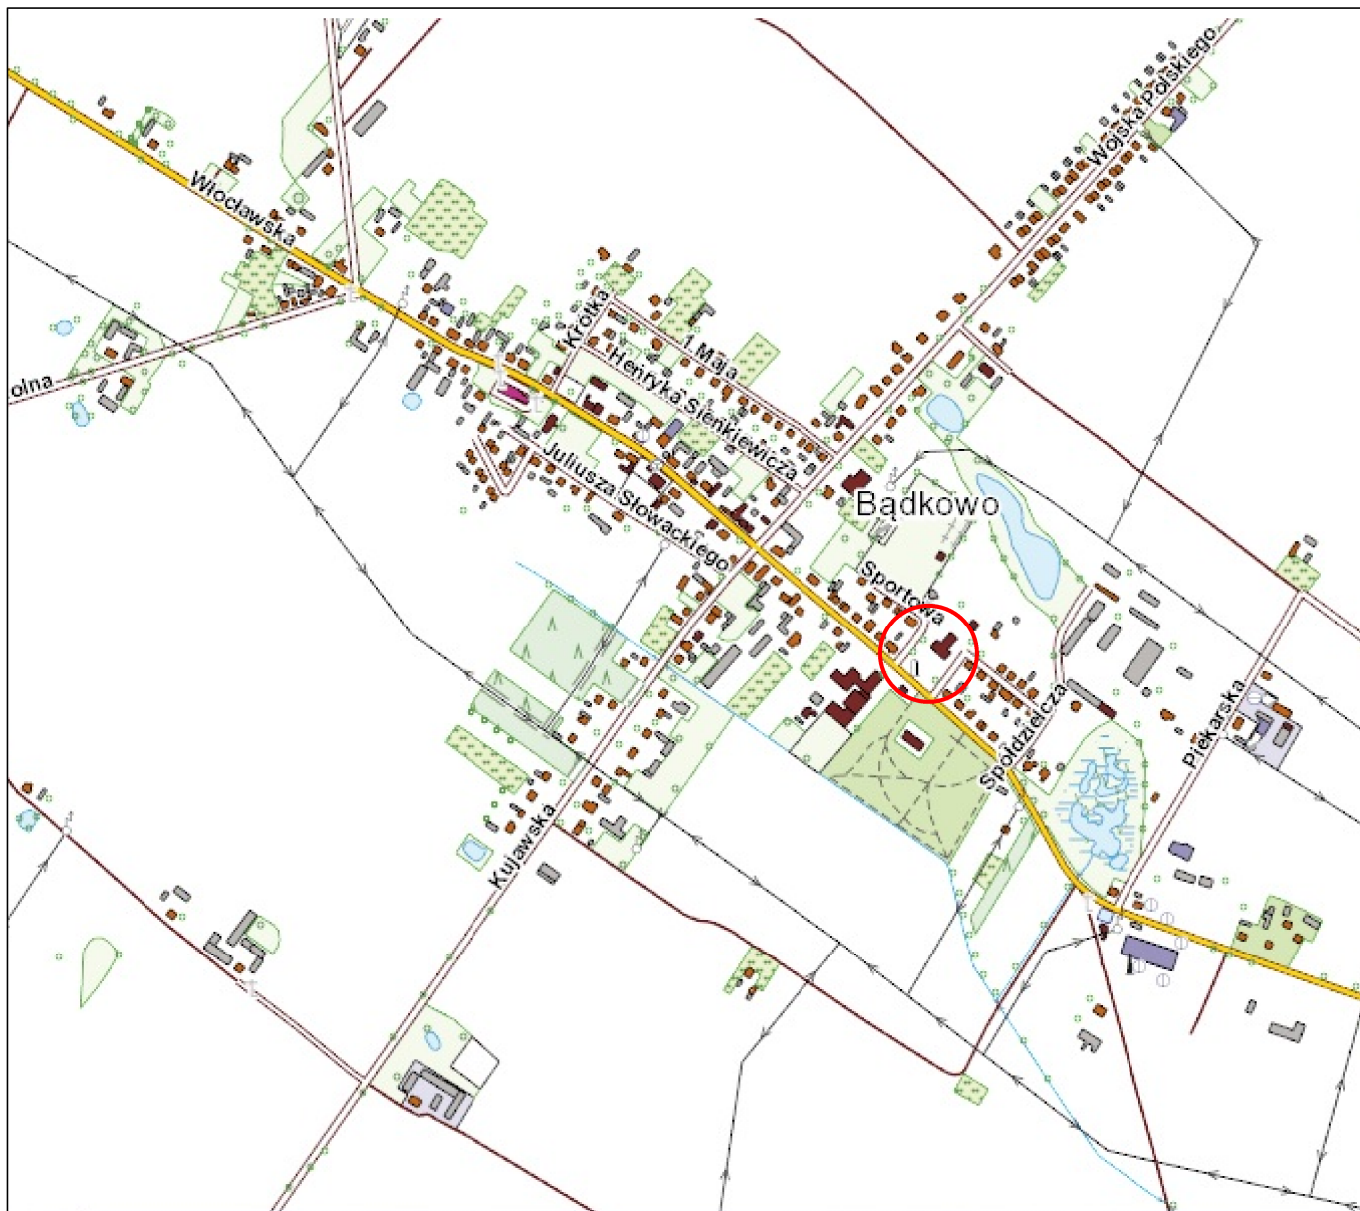 Wojska Polskiego
Włocławska
Krótka
1 Maja
Henryka Sienkiewicza
olna
Juliusza Słowackiego
Bądkowo
Sportowa
Spółdzielcza
Piekarska
Kujawska